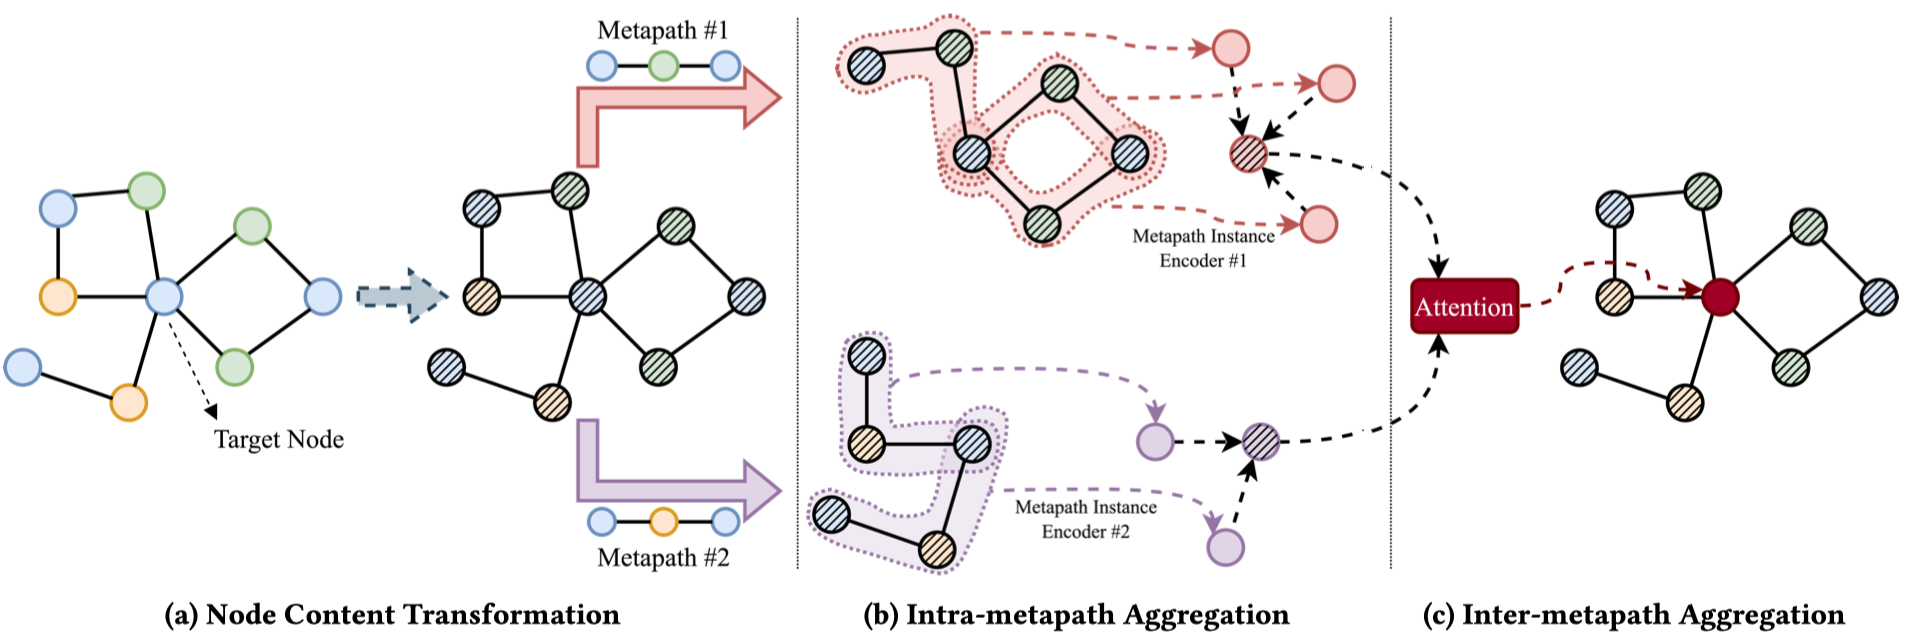 Metapath #1
Target Node
Metapath #2
(a) Node Content Transformation
Metapath Instance
Encoder #1
Metapath Instance
Encoder #2
(b) Intra-metapath Aggregation
Attention
(c) Inter-metapath Aggregation